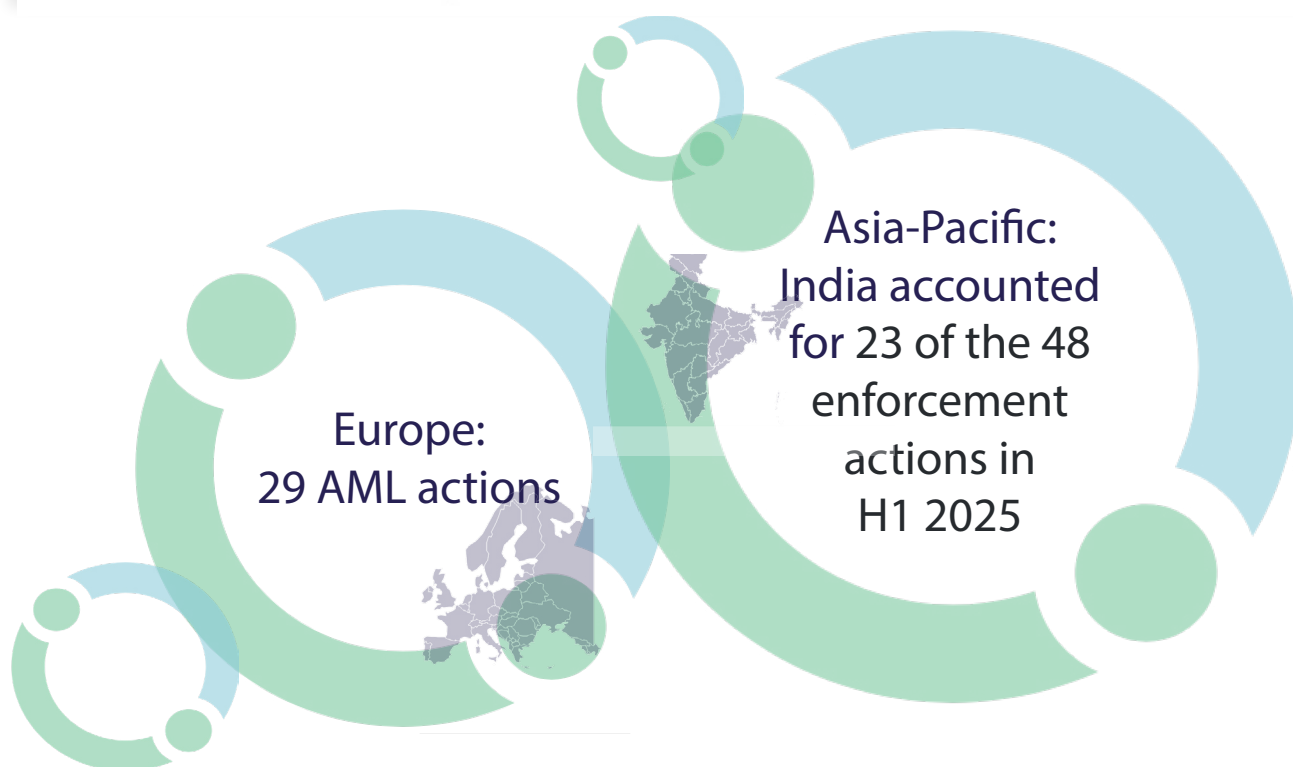 Europe:
29 AML actions
Asia-Pacific:
India accounted
for 23 of the 48
enforcement
actions in
H1 2025